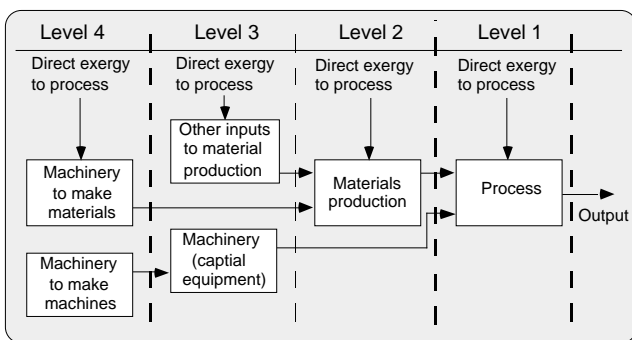 Level 4
Level 3
Level 2
Level 1
Direct exergy
to process
Direct exergy
to process
Direct exergy
to process
Direct exergy
to process
Other inputs
to material
production
Machinery
to make
materials
Materials
production
Process
Output
Machinery
(captial
equipment)
Machinery
to make
machines